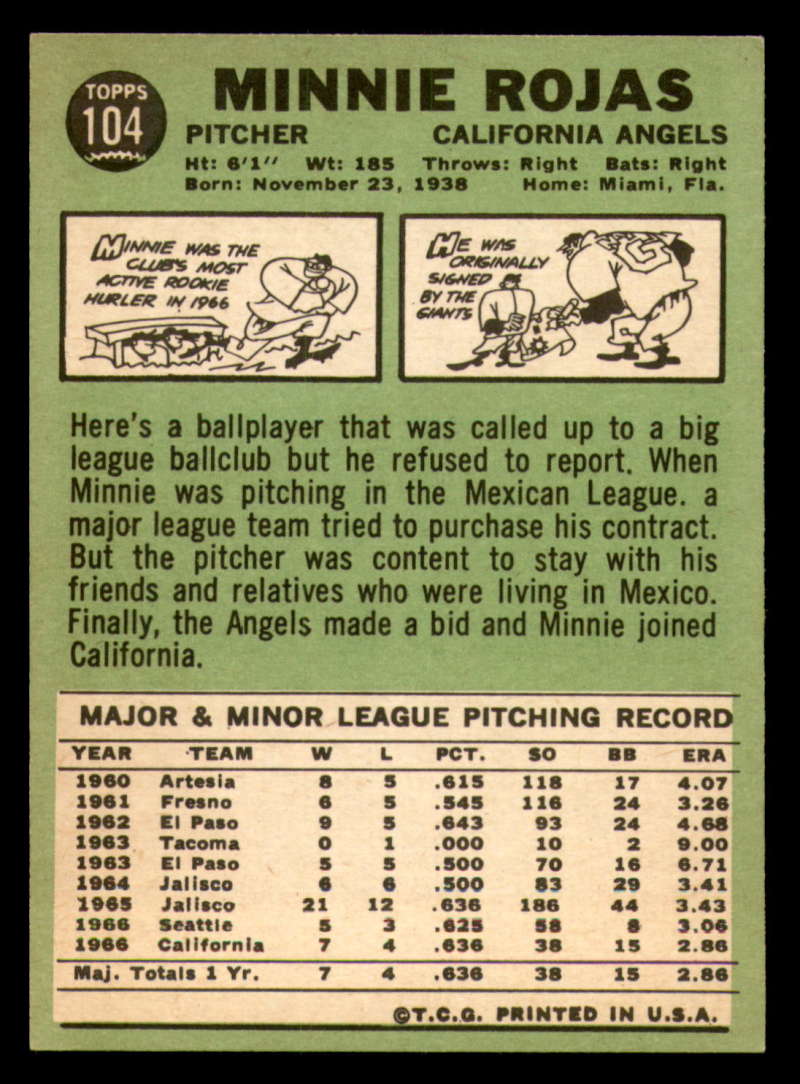 TOPPS
104
MINNIE ROJAS
PITCHER CALIFORNIA ANGELS
Ht: 6'1" Wt: 185 Throws: Right Bats: Right
Born: November 23, 1938 Home: Miami, Fla.
MINNIE WAS THE
CLUB'S MOST
ACTIVE ROOKIE
HURLER IN 1966
HE WAS
ORIGINALLY
SIGNED
BY THE
GIANTS
G
Here's a ballplayer that was called up to a big
league ballclub but he refused to report. When
Minnie was pitching in the Mexican League. a
major league team tried to purchase his contract.
But the pitcher was content to stay with his
friends and relatives who were living in Mexico.
Finally, the Angels made a bid and Minnie joined
California.
MAJOR & MINOR LEAGUE PITCHING RECORD
YEAR TEAM W L PCT. SO BB ERA
1960 Artesia 8 5 .615 118 17 4.07
1961 Fresno 6 5 .545 116 24 3.26
1962 El Paso 9 5 .643 93 24 4.68
1963 Tacoma 0 1 .000 10 2 9.00
1963 El Paso 5 5 .500 70 16 6.71
1964 Jalisco 6 6 .500 83 29 3.41
1965 Jalisco 21 12 .636 186 44 3.43
1966 Seattle 5 3 .625 58 8 3.06
1966 California 7 4 .636 38 15 2.86
Maj. Totals 1 Yr. 7 4 .636 38 15 2.86
©T.C.G. PRINTED IN U.S.A.